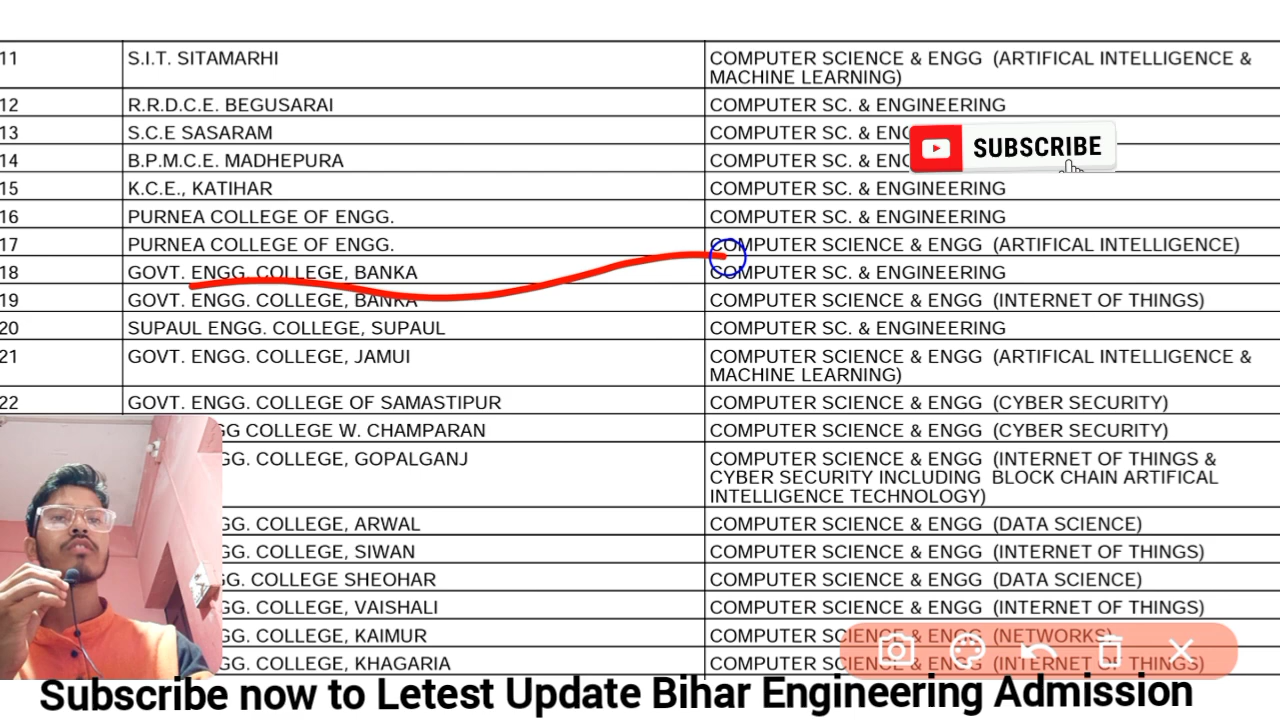 11 S.I.T. SITAMARHI COMPUTER SCIENCE & ENGG (ARTIFICAL INTELLIGENCE &
MACHINE LEARNING)
12 R.R.D.C.E. BEGUSARAI COMPUTER SC. & ENGINEERING
13 S.C.E SASARAM COMPUTER SC. &
14 B.P.M.C.E. MADHEPURA COMPUTER SC. &
SUBSCRIBE
15 K.C.E., KATIHAR COMPUTER SC. & ENGINEERING
16 PURNEA COLLEGE OF ENGG. COMPUTER SC. & ENGINEERING
17 PURNEA COLLEGE OF ENGG. COMPUTER SCIENCE & ENGG (ARTIFICAL INTELLIGENCE)
18 GOVT. ENGG. COLLEGE, BANKA COMPUTER SC. & ENGINEERING
19 GOVT. ENGG. COLLEGE, BANKA COMPUTER SCIENCE & ENGG (INTERNET OF THINGS)
20 SUPAUL ENGG. COLLEGE, SUPAUL COMPUTER SC. & ENGINEERING
21 GOVT. ENGG. COLLEGE, JAMUI COMPUTER SCIENCE & ENGG (ARTIFICAL INTELLIGENCE &
MACHINE LEARNING)
22 GOVT. ENGG. COLLEGE OF SAMASTIPUR COMPUTER SCIENCE & ENGG (CYBER SECURITY)
COLLEGE W. CHAMPARAN COMPUTER SCIENCE & ENGG (CYBER SECURITY)
COLLEGE, GOPALGANJ COMPUTER SCIENCE & ENGG (INTERNET OF THINGS &
CYBER SECURITY INCLUDING BLOCK CHAIN ARTIFICAL
INTELLIGENCE TECHNOLOGY)
COLLEGE, ARWAL COMPUTER SCIENCE & ENGG (DATA SCIENCE)
COLLEGE, SIWAN COMPUTER SCIENCE & ENGG (INTERNET OF THINGS)
COLLEGE SHEOHAR COMPUTER SCIENCE & ENGG (DATA SCIENCE)
COLLEGE, VAISHALI COMPUTER SCIENCE & ENGG (INTERNET OF THINGS)
COLLEGE, KAIMUR COMPUTER SCIENCE & ENGG (NETWORKS)
COLLEGE, KHAGARIA COMPUTER SCIENCE & ENGG (INTERNET OF THINGS)
Subscribe now to Letest Update Bihar Engineering Admission